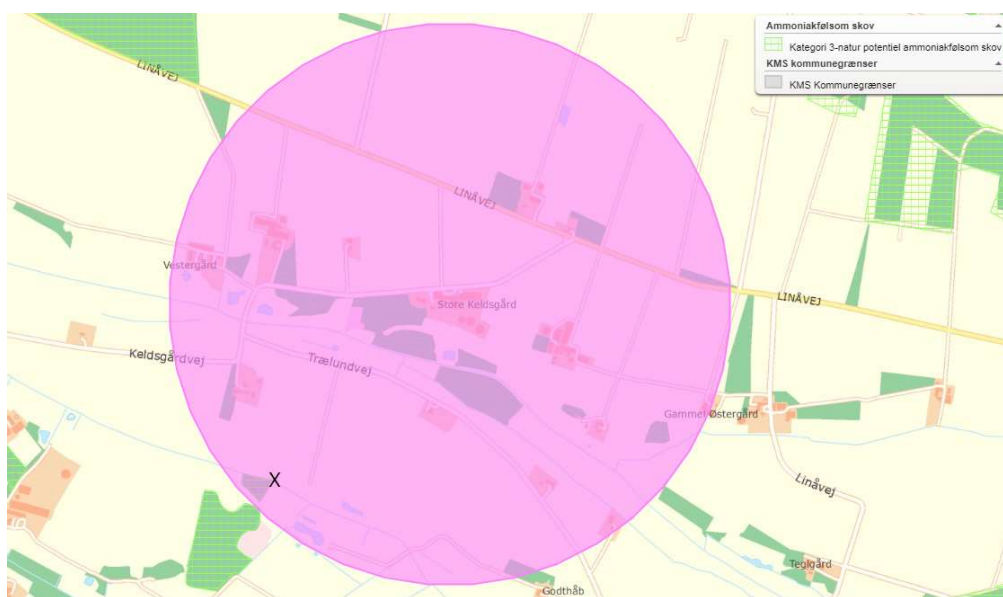 Ammoniakfølsom skov
Kategori 3-natur potentiel ammoniakfølsom skov
KMS kommunegrænser
KMS Kommunegrænser
LINÅVEJ
LINÅVEJ
Vestergård
Store Keldsgård
LINÅVEJ
Keldsgårdvej
Trælundvej
Gammel Østergård
X
Linåvej
Teglgård
Godthåb